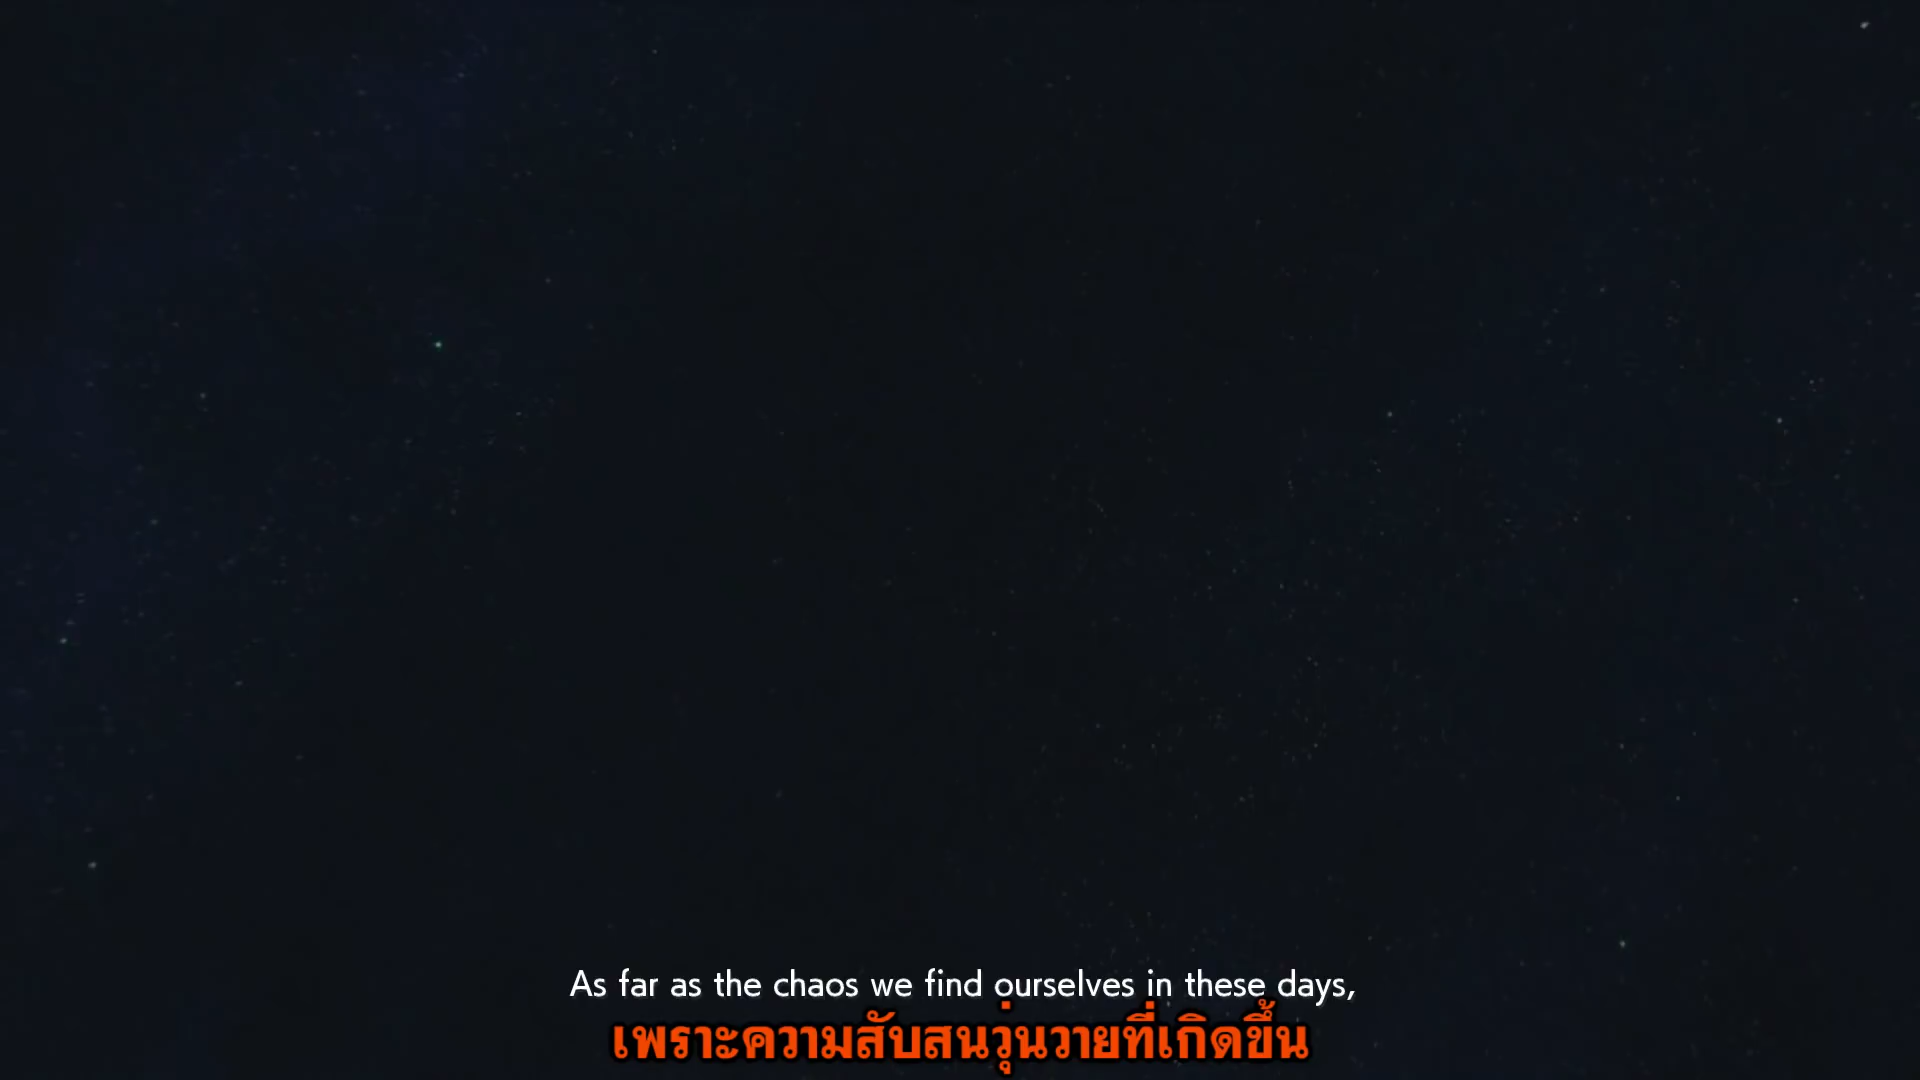 As far as the chaos we find ourselves in these days,
เพราะความสับสนวุ่นวายที่เกิดขึ้น